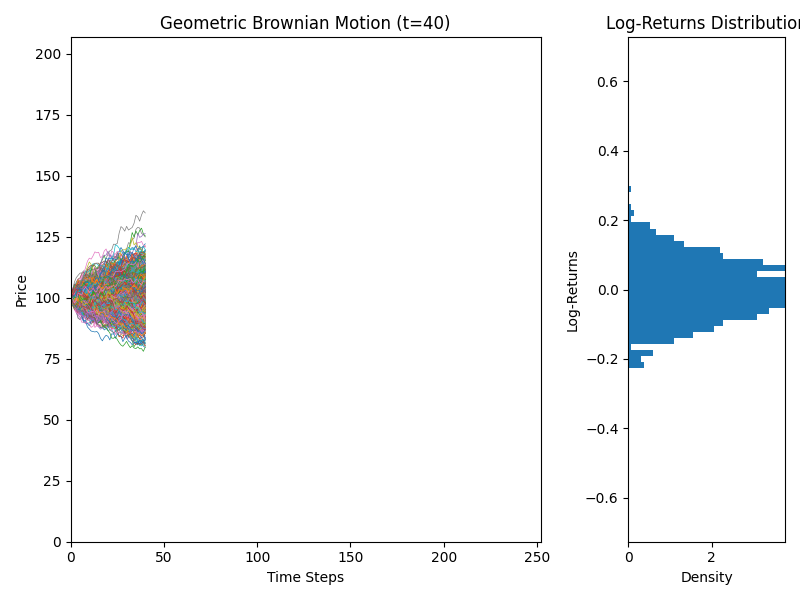 Geometric Brownian Motion (t=40)
Log-Returns Distribution
200
175
150
125
100
75
50
25
0
Price
0 50 100 150 200 250
Time Steps
0.6
0.4
0.2
0.0
−0.2
−0.4
−0.6
Log-Returns
0 2
Density